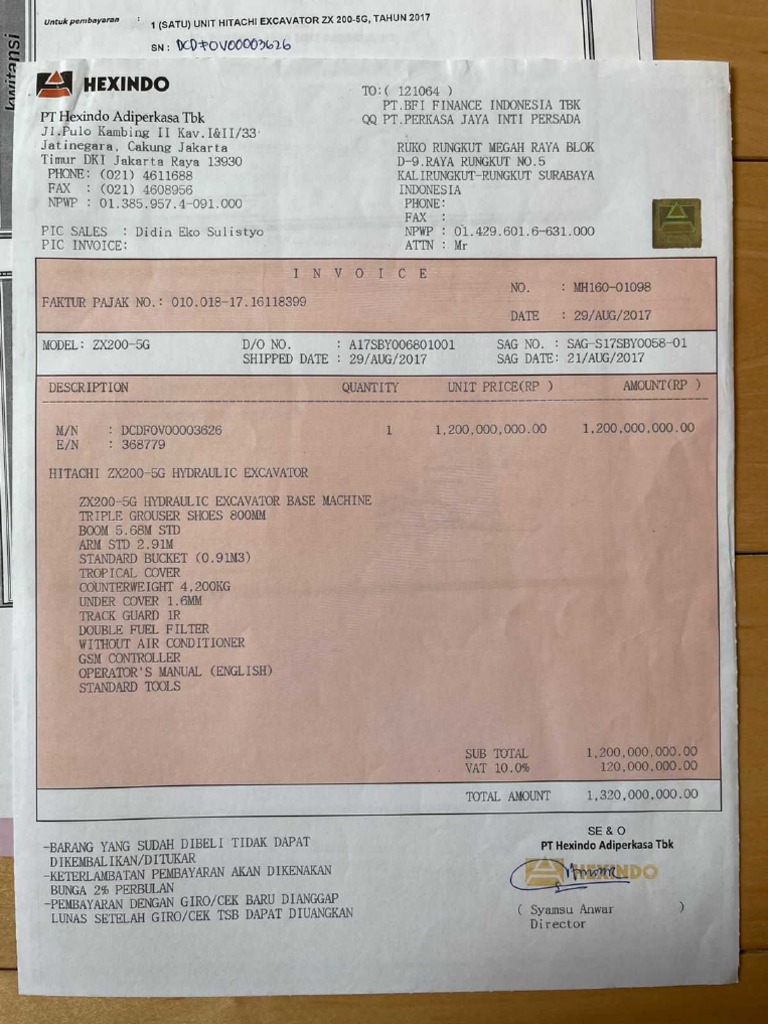 Untuk pembayaran : 1 (SATU) UNIT HITACHI EXCAVATOR ZX 200-5G, TAHUN 2017
SN : DCDF0V00003626
kwitansi
HEXINDO
PT Hexindo Adiperkasa Tbk
Jl.Pulo Kambing II Kav.I&II/33
Jatinegara, Cakung Jakarta
Timur DKI Jakarta Raya 13930
PHONE: (021) 4611688
FAX : (021) 4608956
NPWP : 01.385.957.4-091.000
PIC SALES : Didin Eko Sulistyo
PIC INVOICE:
TO:( 121064 )
PT.BFI FINANCE INDONESIA TBK
QQ PT.PERKASA JAYA INTI PERSADA
RUKO RUNGKUT MEGAH RAYA BLOK
D-9.RAYA RUNGKUT NO.5
KALIRUNGKUT-RUNGKUT SURABAYA
INDONESIA
PHONE:
FAX :
NPWP : 01.429.601.6-631.000
ATTN : Mr
I N V O I C E
NO. : MH160-01098
FAKTUR PAJAK NO.: 010.018-17.16118399
DATE : 29/AUG/2017
MODEL: ZX200-5G D/O NO. : A17SBY006801001 SAG NO. : SAG-S17SBY0058-01
SHIPPED DATE : 29/AUG/2017 SAG DATE: 21/AUG/2017
DESCRIPTION QUANTITY UNIT PRICE(RP ) AMOUNT(RP )
M/N : DCDF0V00003626 1 1,200,000,000.00 1,200,000,000.00
E/N : 368779
HITACHI ZX200-5G HYDRAULIC EXCAVATOR
ZX200-5G HYDRAULIC EXCAVATOR BASE MACHINE
TRIPLE GROUSER SHOES 800MM
BOOM 5.68M STD
ARM STD 2.91M
STANDARD BUCKET (0.91M3)
TROPICAL COVER
COUNTERWEIGHT 4,200KG
UNDER COVER 1.6MM
TRACK GUARD 1R
DOUBLE FUEL FILTER
WITHOUT AIR CONDITIONER
GSM CONTROLLER
OPERATOR'S MANUAL (ENGLISH)
STANDARD TOOLS
SUB TOTAL 1,200,000,000.00
VAT 10.0% 120,000,000.00
TOTAL AMOUNT 1,320,000,000.00
-BARANG YANG SUDAH DIBELI TIDAK DAPAT
DIKEMBALIKAN/DITUKAR
-KETERLAMBATAN PEMBAYARAN AKAN DIKENAKAN
BUNGA 2% PERBULAN
-PEMBAYARAN DENGAN GIRO/CEK BARU DIANGGAP
LUNAS SETELAH GIRO/CEK TSB DAPAT DIUANGKAN
SE & O
PT Hexindo Adiperkasa Tbk
HEXINDO
( Syamsu Anwar )
Director